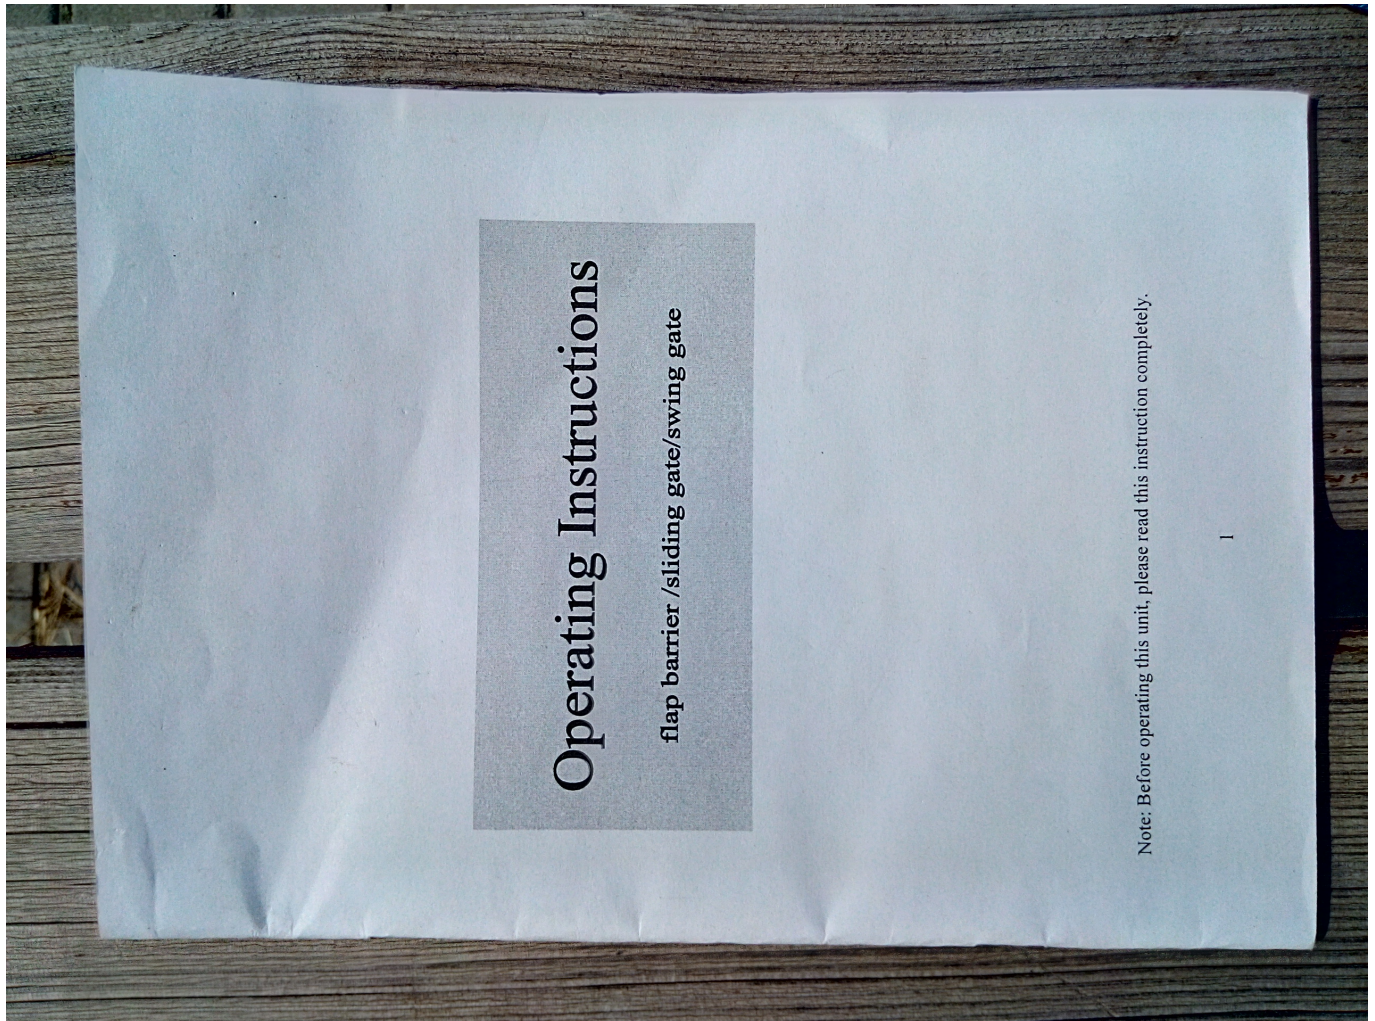 Operating Instructions
flap barrier /sliding gate/swing gate
Note: Before operating this unit, please read this instruction completely.
1